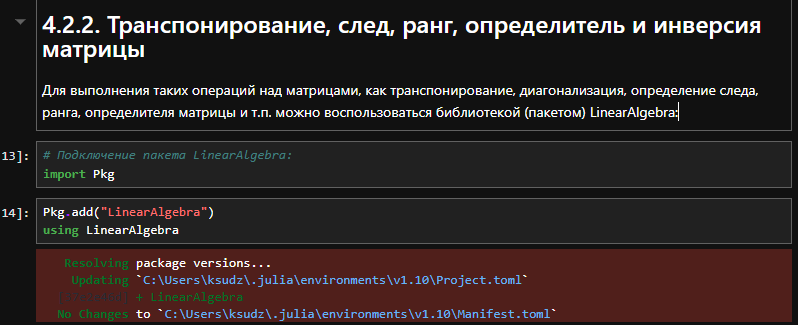 4.2.2. Транспонирование, след, ранг, определитель и инверсия
матрицы
Для выполнения таких операций над матрицами, как транспонирование, диагонализация, определение следа,
ранга, определителя матрицы и т.п. можно воспользоваться библиотекой (пакетом) LinearAlgebra:
13]:
# Подключение пакета LinearAlgebra:
import Pkg
14]:
Pkg.add("LinearAlgebra")
using LinearAlgebra
Resolving package versions...
Updating `C:\Users\ksudz\.julia\environments\v1.10\Project.toml`
+ LinearAlgebra
No Changes to `C:\Users\ksudz\.julia\environments\v1.10\Manifest.toml`